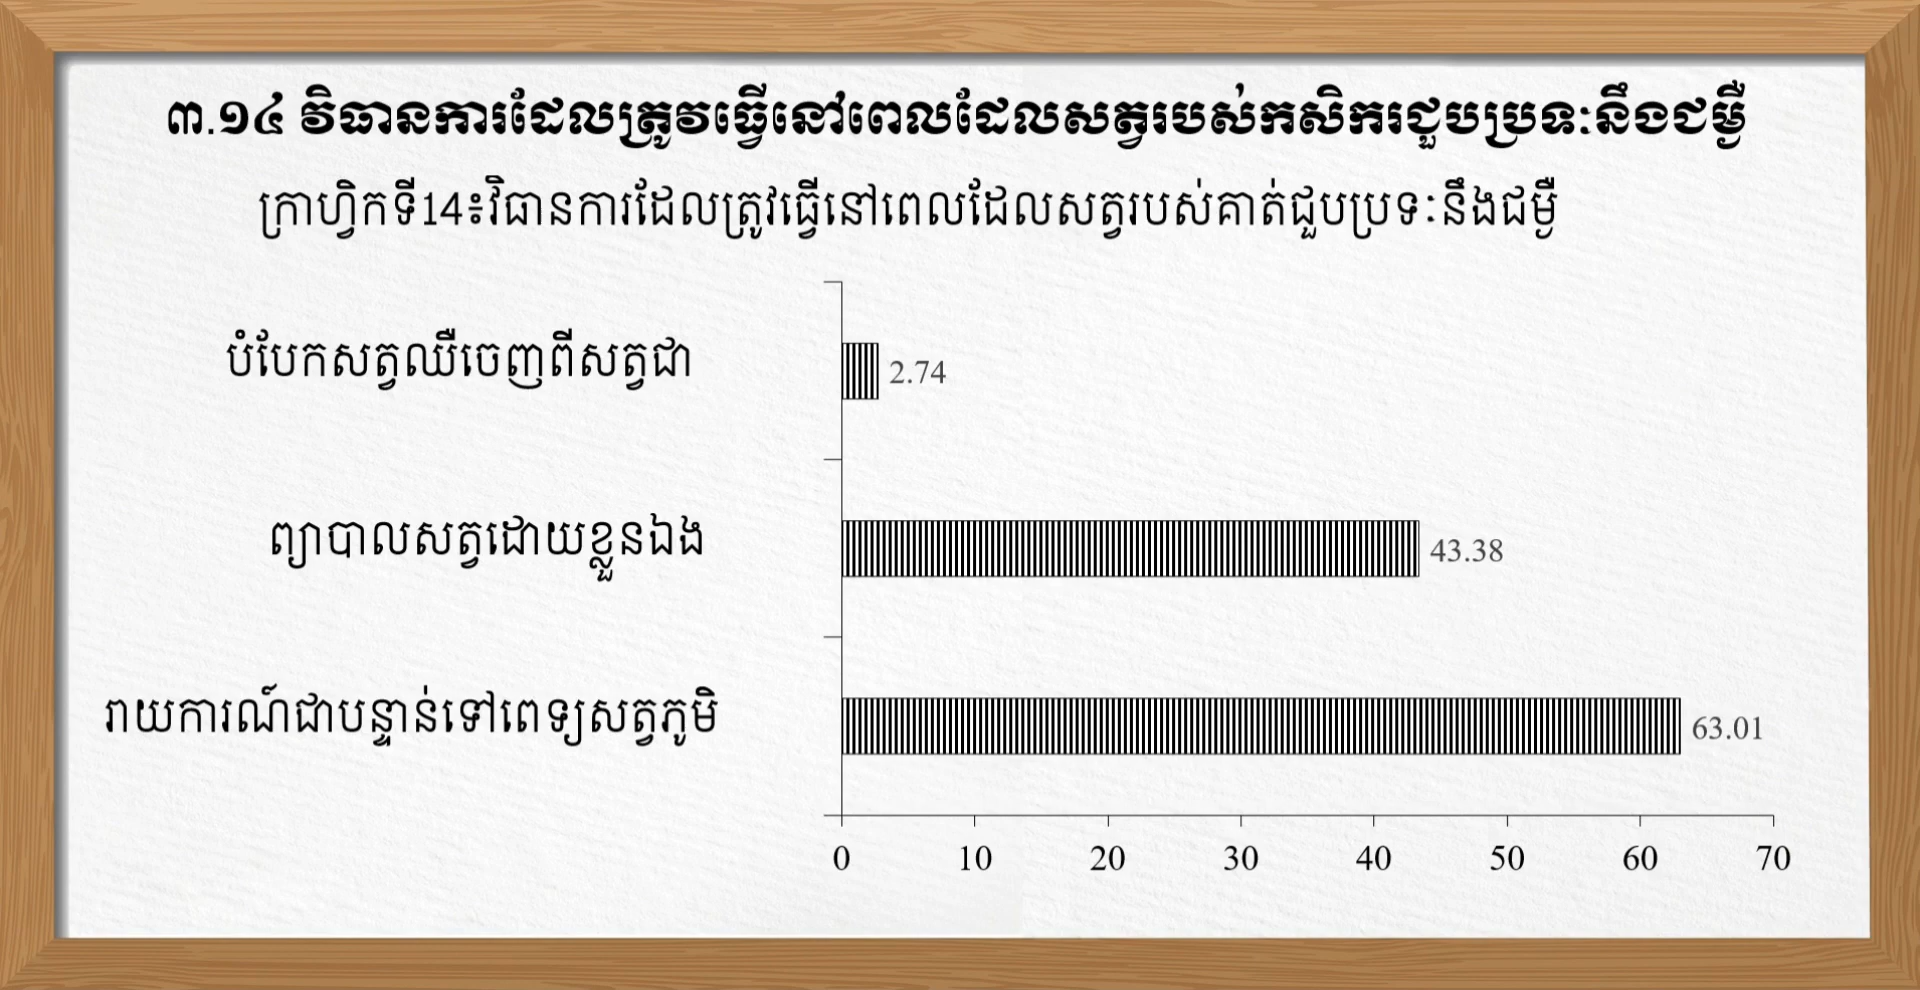 ៣.១៤ វិធានការដែលត្រូវធ្វើនៅពេលដែលសត្វរបស់កសិករជួបប្រទះនឹងជម្ងឺ
ក្រាហ្វិកទី14៖វិធានការដែលត្រូវធ្វើនៅពេលដែលសត្វរបស់គាត់ជួបប្រទះនឹងជម្ងឺ
បំបែកសត្វឈឺចេញពីសត្វជា
2.74
ព្យាបាលសត្វដោយខ្លួនឯង
43.38
រាយការណ៍ជាបន្ទាន់ទៅពេទ្យសត្វភូមិ
63.01
0 10 20 30 40 50 60 70